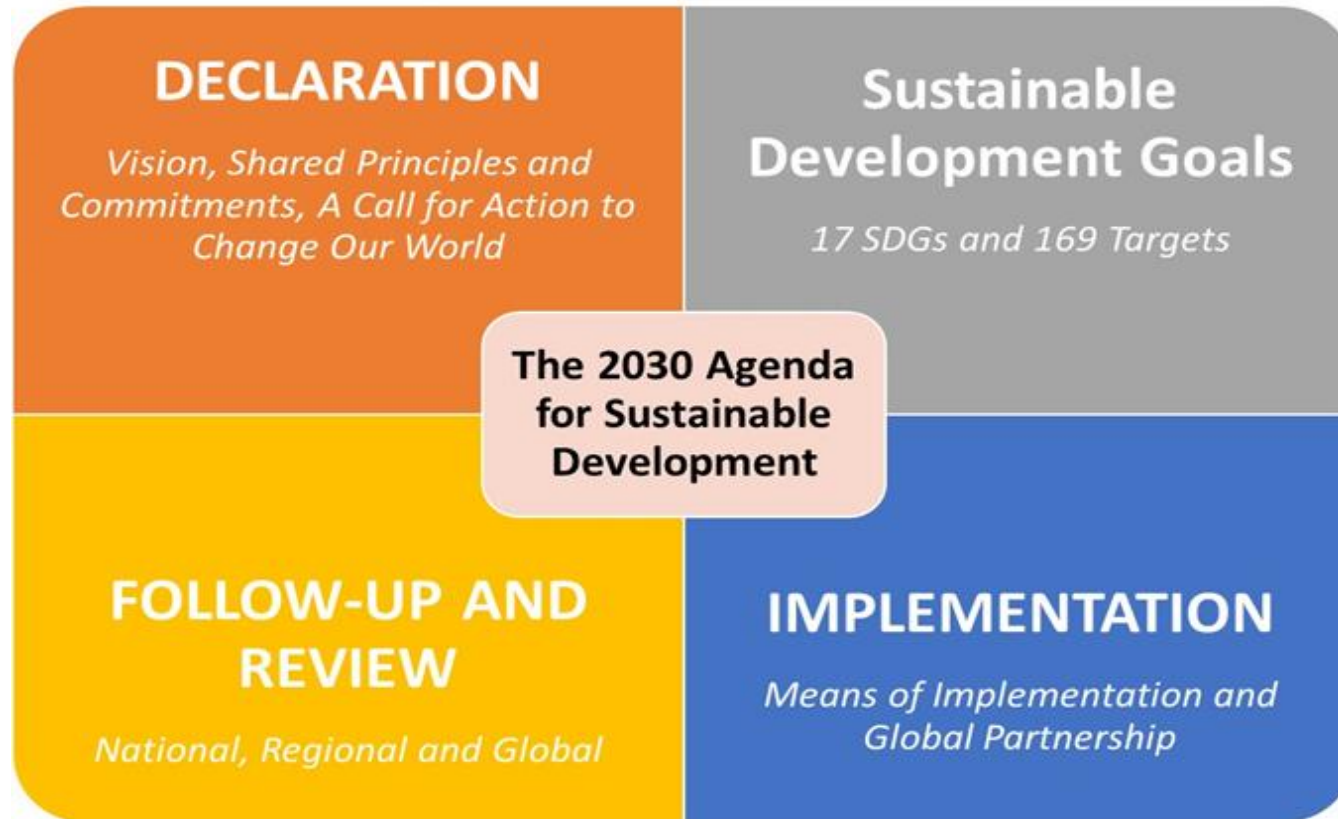 DECLARATION
Vision, Shared Principles and
Commitments, A Call for Action to
Change Our World
Sustainable
Development Goals
17 SDGs and 169 Targets
The 2030 Agenda
for Sustainable
Development
FOLLOW-UP AND
REVIEW
National, Regional and Global
IMPLEMENTATION
Means of Implementation and
Global Partnership